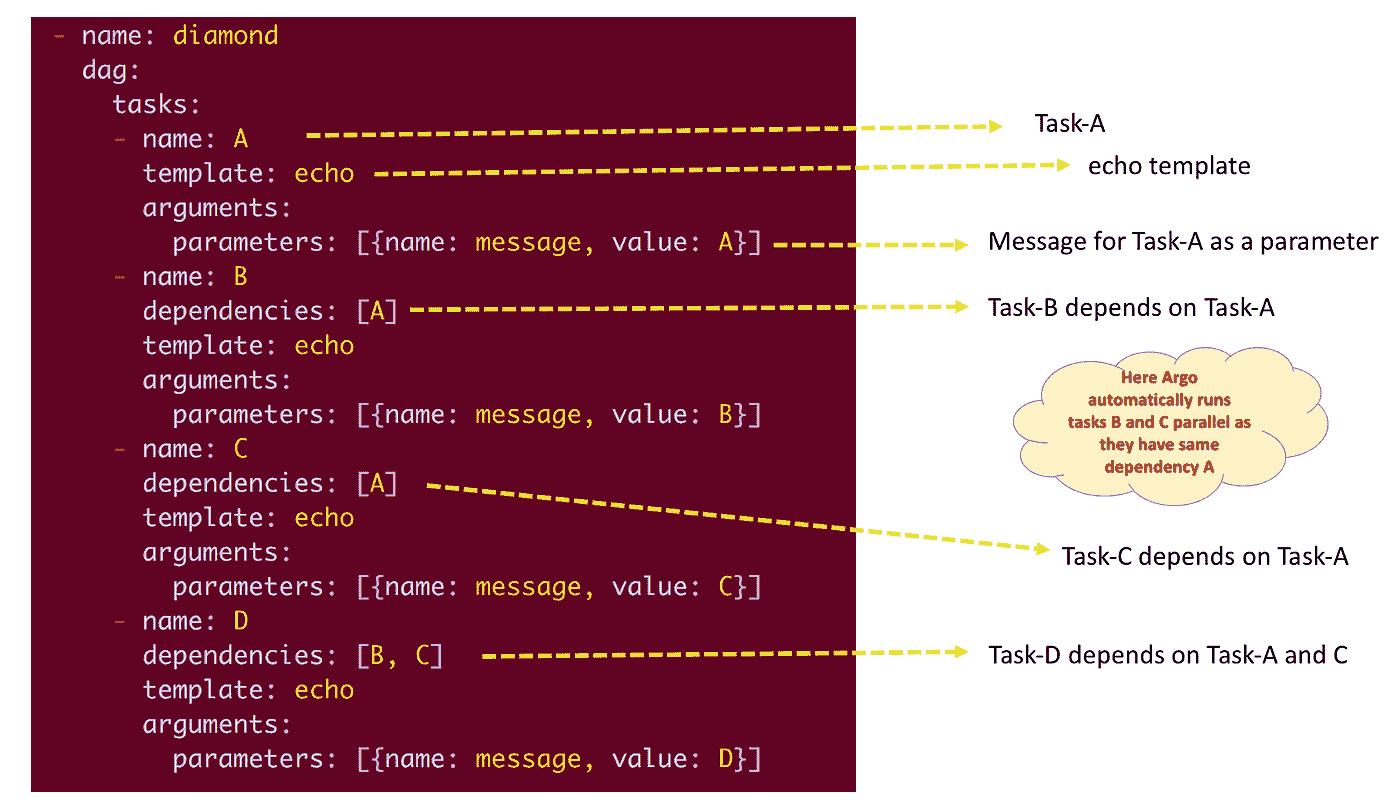 - name: diamond
dag:
tasks:
- name: A
Task-A
template: echo
echo template
arguments:
parameters: [{name: message, value: A}]
Message for Task-A as a parameter
- name: B
dependencies: [A]
Task-B depends on Task-A
template: echo
arguments:
parameters: [{name: message, value: B}]
Here Argo
automatically runs
tasks B and C parallel as
they have same
dependency A
- name: C
dependencies: [A]
template: echo
arguments:
Task-C depends on Task-A
parameters: [{name: message, value: C}]
- name: D
dependencies: [B, C]
Task-D depends on Task-A and C
template: echo
arguments:
parameters: [{name: message, value: D}]